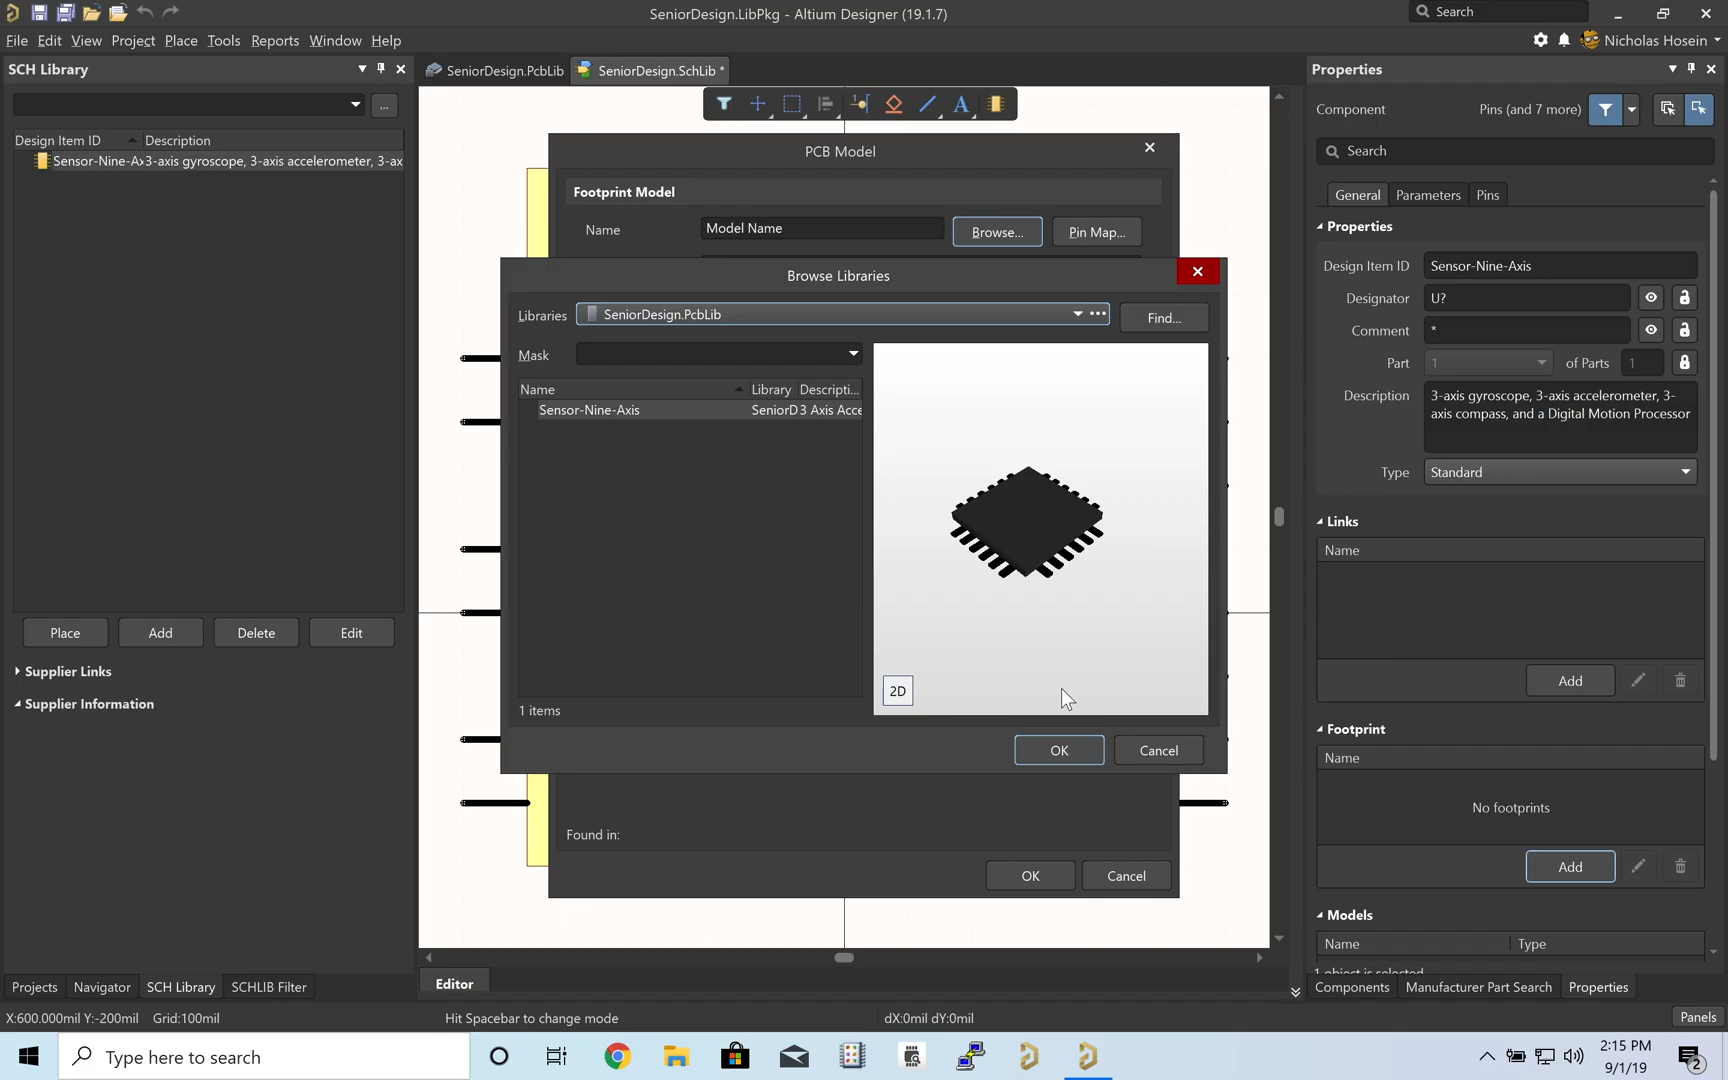 SeniorDesign.LibPkg - Altium Designer (19.1.7)
Search
File Edit View Project Place Tools Reports Window Help
Nicholas Hosein
SCH Library
SeniorDesign.PcbLib
SeniorDesign.SchLib *
...
Design Item ID Description
Sensor-Nine-Ax 3-axis gyroscope, 3-axis accelerometer, 3-ax
Place Add Delete Edit
Supplier Links
Supplier Information
Projects Navigator SCH Library SCHLIB Filter
PCB Model
Footprint Model
Name Model Name Browse... Pin Map...
Browse Libraries
Libraries SeniorDesign.PcbLib Find...
Mask
Name Library Descripti...
Sensor-Nine-Axis SeniorD 3 Axis Acce
2D
1 items
OK Cancel
Found in:
OK Cancel
Editor
Properties
Component Pins (and 7 more)
Search
General Parameters Pins
Properties
Design Item ID Sensor-Nine-Axis
Designator U?
Comment *
Part 1 of Parts 1
Description 3-axis gyroscope, 3-axis accelerometer, 3-
axis compass, and a Digital Motion Processor
Type Standard
Links
Name
Add
Footprint
Name
No footprints
Add
Models
Name Type
1 object is selected
Components Manufacturer Part Search Properties
X:600.000mil Y:-200mil Grid:100mil Hit Spacebar to change mode dX:0mil dY:0mil Panels
Type here to search
2:15 PM
9/1/19
2